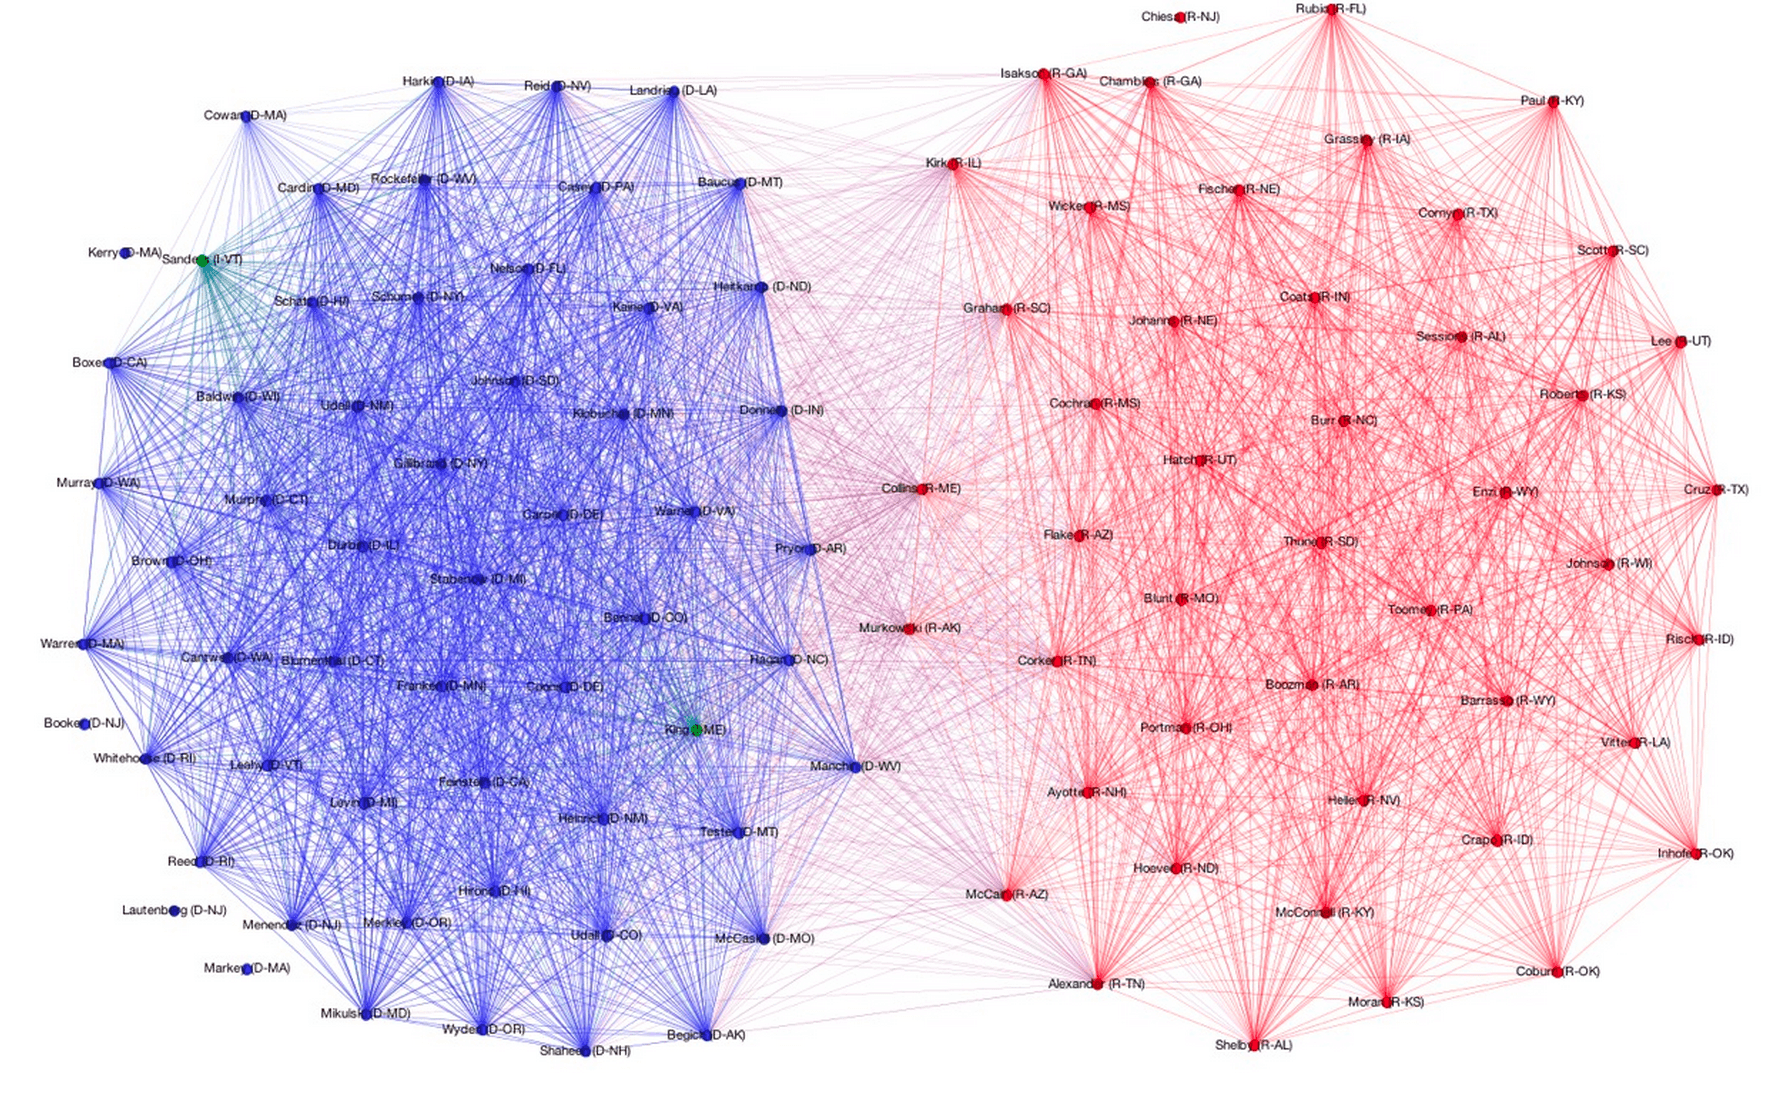 Chiesa (R-NJ)
Rubio (R-FL)
Isakson (R-GA)
Chambliss (R-GA)
Harkin (D-IA)
Reid (D-NV)
Landrieu (D-LA)
Paul (R-KY)
Cowan (D-MA)
Grassley (R-IA)
Kirk (R-IL)
Rockefeller (D-WV)
Baucus (D-MT)
Cardin (D-MD)
Casey (D-PA)
Fischer (R-NE)
Wicker (R-MS)
Cornyn (R-TX)
Kerry (D-MA)
Sanders (I-VT)
Scott (R-SC)
Nelson (D-FL)
Heitkamp (D-ND)
Schatz (D-HI)
Schumer (D-NY)
Coats (R-IN)
Kaine (D-VA)
Graham (R-SC)
Johanns (R-NE)
Sessions (R-AL)
Lee (R-UT)
Boxer (D-CA)
Johnson (D-SD)
Baldwin (D-WI)
Roberts (R-KS)
Udall (D-NM)
Cochran (R-MS)
Klobuchar (D-MN)
Donnelly (D-IN)
Burr (R-NC)
Gillibrand (D-NY)
Hatch (R-UT)
Murray (D-WA)
Collins (R-ME)
Enzi (R-WY)
Cruz (R-TX)
Murphy (D-CT)
Carper (D-DE)
Warner (D-VA)
Flake (R-AZ)
Durbin (D-IL)
Thune (R-SD)
Pryor (D-AR)
Brown (D-OH)
Johnson (R-WI)
Stabenow (D-MI)
Blunt (R-MO)
Toomey (R-PA)
Bennet (D-CO)
Murkowski (R-AK)
Risch (R-ID)
Warren (D-MA)
Cantwell (D-WA)
Blumenthal (D-CT)
Hagan (D-NC)
Corker (R-TN)
Franken (D-MN)
Coons (D-DE)
Boozman (R-AR)
Barrasso (R-WY)
Booker (D-NJ)
King (I-ME)
Portman (R-OH)
Vitter (R-LA)
Whitehouse (D-RI)
Leahy (D-VT)
Manchin (D-WV)
Feinstein (D-CA)
Ayotte (R-NH)
Levin (D-MI)
Heller (R-NV)
Heinrich (D-NM)
Tester (D-MT)
Crapo (R-ID)
Inhofe (R-OK)
Reed (D-RI)
Hoeven (R-ND)
Hirono (D-HI)
McCain (R-AZ)
Lautenberg (D-NJ)
McConnell (R-KY)
Menendez (D-NJ)
Merkley (D-OR)
Udall (D-CO)
McCaskill (D-MO)
Markey (D-MA)
Coburn (R-OK)
Alexander (R-TN)
Moran (R-KS)
Mikulski (D-MD)
Wyden (D-OR)
Begich (D-AK)
Shelby (R-AL)
Shaheen (D-NH)